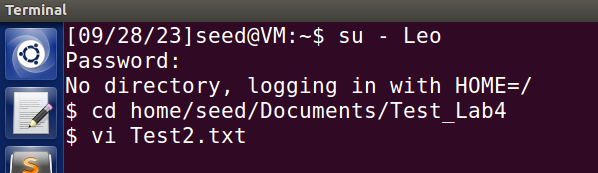 Terminal
[09/28/23]seed@VM:~$ su - Leo
Password:
No directory, logging in with HOME=/
$ cd home/seed/Documents/Test_Lab4
$ vi Test2.txt